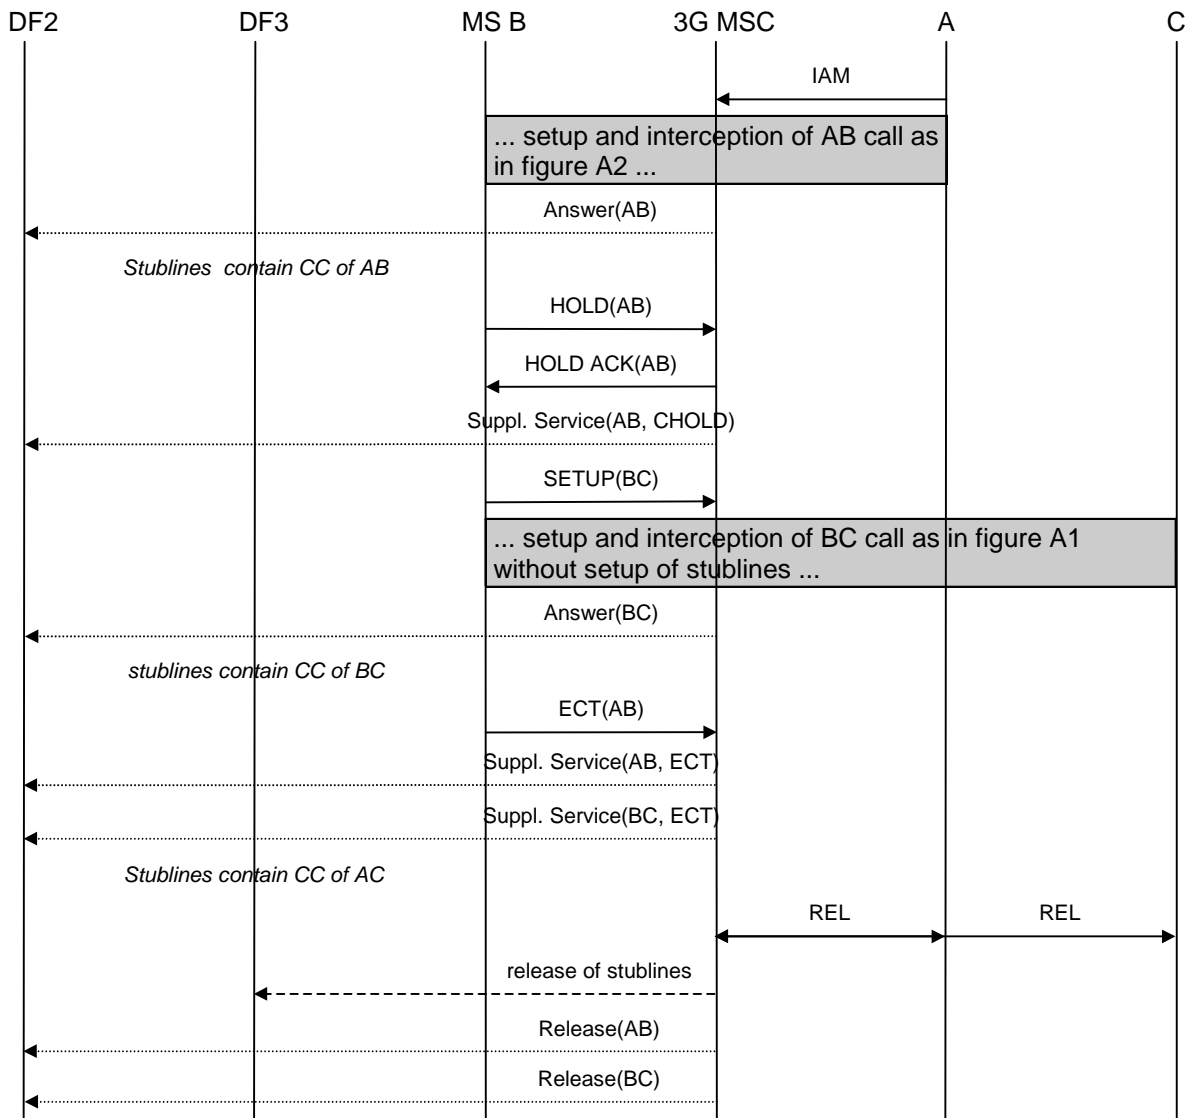 DF2 DF3 MS B 3G MSC A C
IAM
... setup and interception of AB call as
in figure A2 ...
Answer(AB)
Stublines contain CC of AB
HOLD(AB)
HOLD ACK(AB)
Suppl. Service(AB, CHOLD)
SETUP(BC)
... setup and interception of BC call as in figure A1
without setup of stublines ...
Answer(BC)
stublines contain CC of BC
ECT(AB)
Suppl. Service(AB, ECT)
Suppl. Service(BC, ECT)
Stublines contain CC of AC
REL REL
release of stublines
Release(AB)
Release(BC)